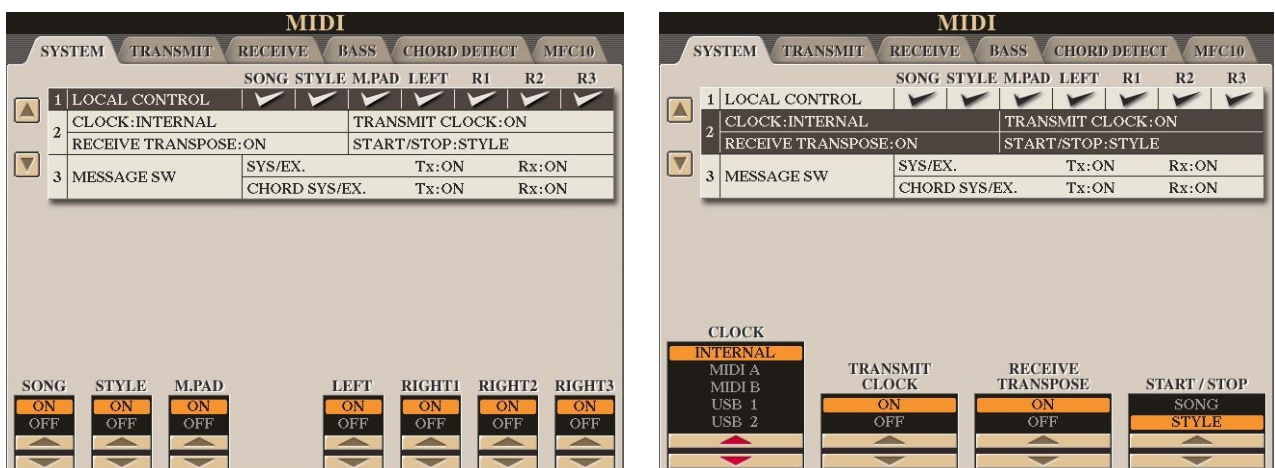 MIDI
SYSTEM TRANSMIT RECEIVE BASS CHORD DETECT MFC10
SONG STYLE M.PAD LEFT R1 R2 R3
1 LOCAL CONTROL
2 CLOCK:INTERNAL TRANSMIT CLOCK:ON
RECEIVE TRANSPOSE:ON START/STOP:STYLE
3 MESSAGE SW SYS/EX. Tx:ON Rx:ON
CHORD SYS/EX. Tx:ON Rx:ON
SONG STYLE M.PAD LEFT RIGHT1 RIGHT2 RIGHT3
ON ON ON ON ON ON ON
OFF OFF OFF OFF OFF OFF OFF
MIDI
SYSTEM TRANSMIT RECEIVE BASS CHORD DETECT MFC10
SONG STYLE M.PAD LEFT R1 R2 R3
1 LOCAL CONTROL
2 CLOCK:INTERNAL TRANSMIT CLOCK:ON
RECEIVE TRANSPOSE:ON START/STOP:STYLE
3 MESSAGE SW SYS/EX. Tx:ON Rx:ON
CHORD SYS/EX. Tx:ON Rx:ON
CLOCK
INTERNAL
MIDI A
MIDI B
USB 1
USB 2
TRANSMIT
CLOCK
ON
OFF
RECEIVE
TRANSPOSE
ON
OFF
START / STOP
SONG
STYLE